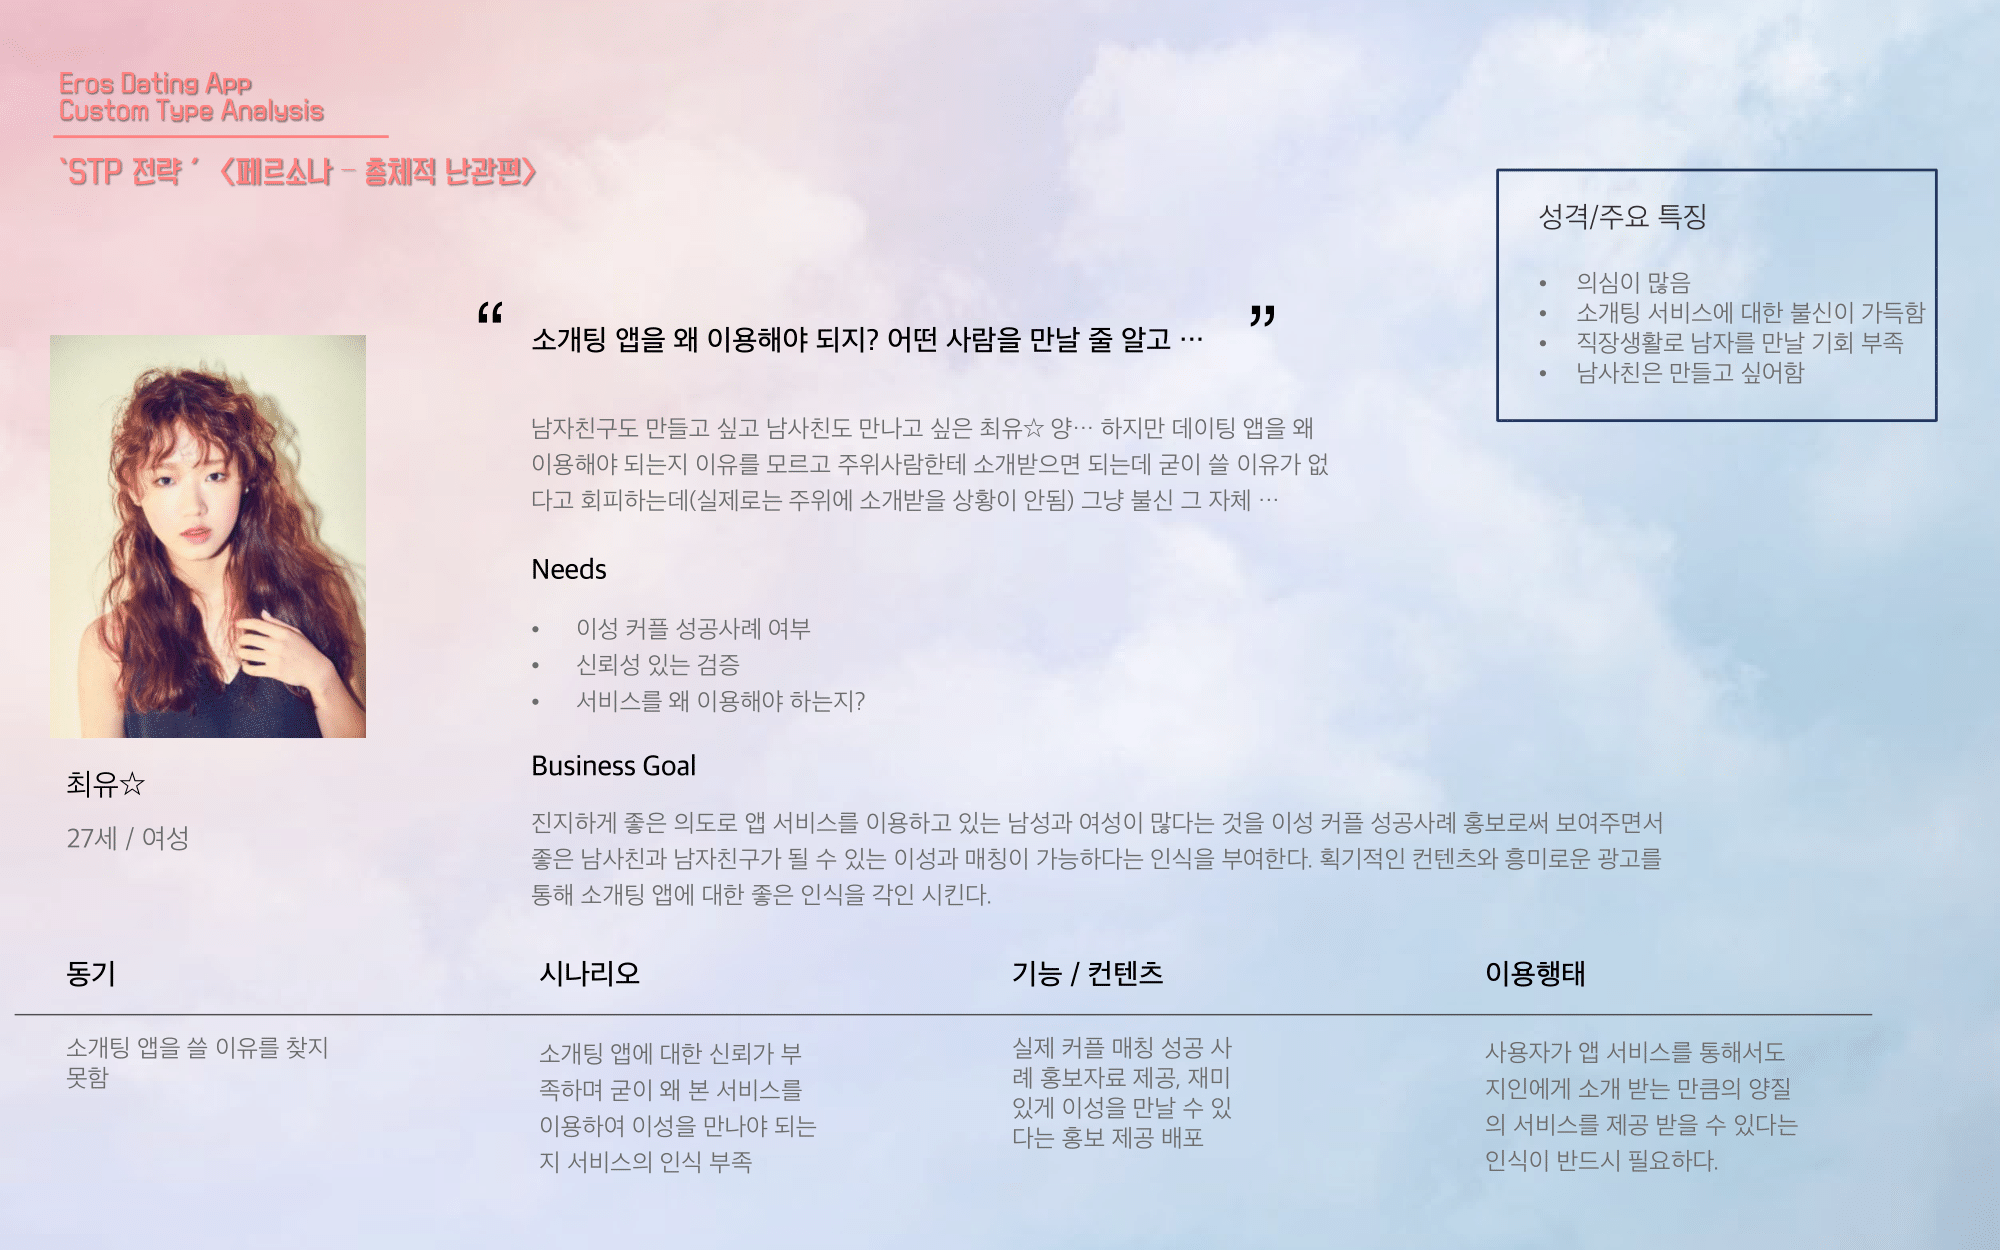 Eros Dating App
Custom Type Analysis
‵STP 전략 ′ 〈페르소나 – 총체적 난관편〉
성격/주요 특징
• 의심이 많음
• 소개팅 서비스에 대한 불신이 가득함
• 직장생활로 남자를 만날 기회 부족
• 남사친은 만들고 싶어함
“ 소개팅 앱을 왜 이용해야 되지? 어떤 사람을 만날 줄 알고 … ”
남자친구도 만들고 싶고 남사친도 만나고 싶은 최유☆ 양… 하지만 데이팅 앱을 왜
이용해야 되는지 이유를 모르고 주위사람한테 소개받으면 되는데 굳이 쓸 이유가 없
다고 회피하는데(실제로는 주위에 소개받을 상황이 안됨) 그냥 불신 그 자체 …
Needs
• 이성 커플 성공사례 여부
• 신뢰성 있는 검증
• 서비스를 왜 이용해야 하는지?
최유☆
27세 / 여성
Business Goal
진지하게 좋은 의도로 앱 서비스를 이용하고 있는 남성과 여성이 많다는 것을 이성 커플 성공사례 홍보로써 보여주면서
좋은 남사친과 남자친구가 될 수 있는 이성과 매칭이 가능하다는 인식을 부여한다. 획기적인 컨텐츠와 흥미로운 광고를
통해 소개팅 앱에 대한 좋은 인식을 각인 시킨다.
동기
소개팅 앱을 쓸 이유를 찾지
못함
시나리오
소개팅 앱에 대한 신뢰가 부
족하며 굳이 왜 본 서비스를
이용하여 이성을 만나야 되는
지 서비스의 인식 부족
기능 / 컨텐츠
실제 커플 매칭 성공 사
례 홍보자료 제공, 재미
있게 이성을 만날 수 있
다는 홍보 제공 배포
이용행태
사용자가 앱 서비스를 통해서도
지인에게 소개 받는 만큼의 양질
의 서비스를 제공 받을 수 있다는
인식이 반드시 필요하다.